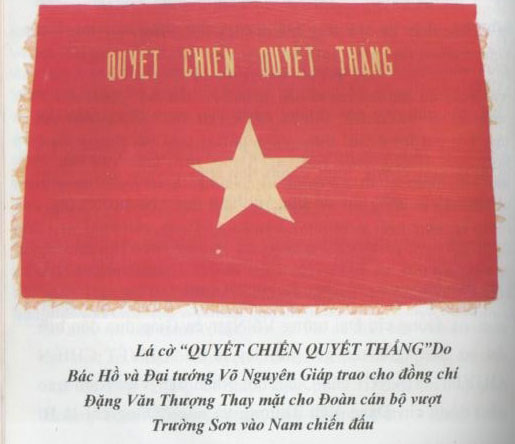 QUYET CHIEN QUYET THANG
Lá cờ “QUYẾT CHIẾN QUYẾT THẮNG”Do
Bác Hồ và Đại tướng Võ Nguyên Giáp trao cho đồng chí
Đặng Văn Thượng Thay mặt cho Đoàn cán bộ vượt
Trường Sơn vào Nam chiến đấu